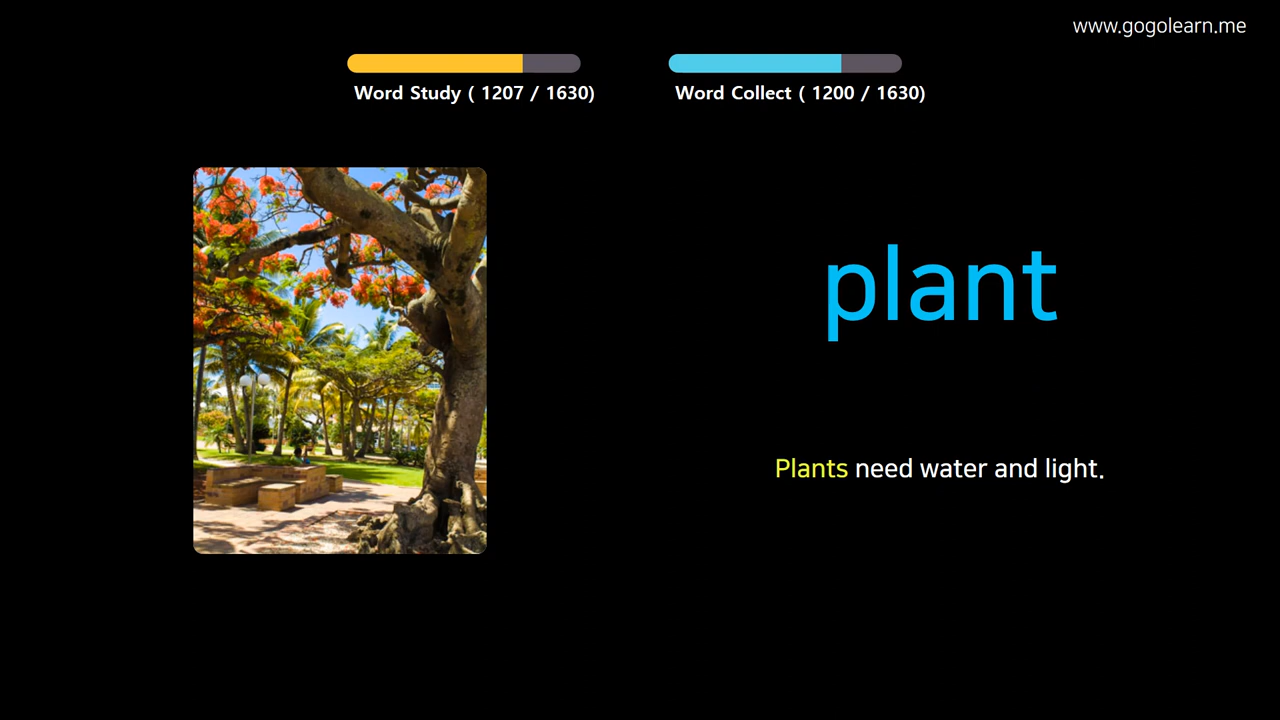 www.gogolearn.me
Word Study ( 1207 / 1630)
Word Collect ( 1200 / 1630)
plant
Plants need water and light.